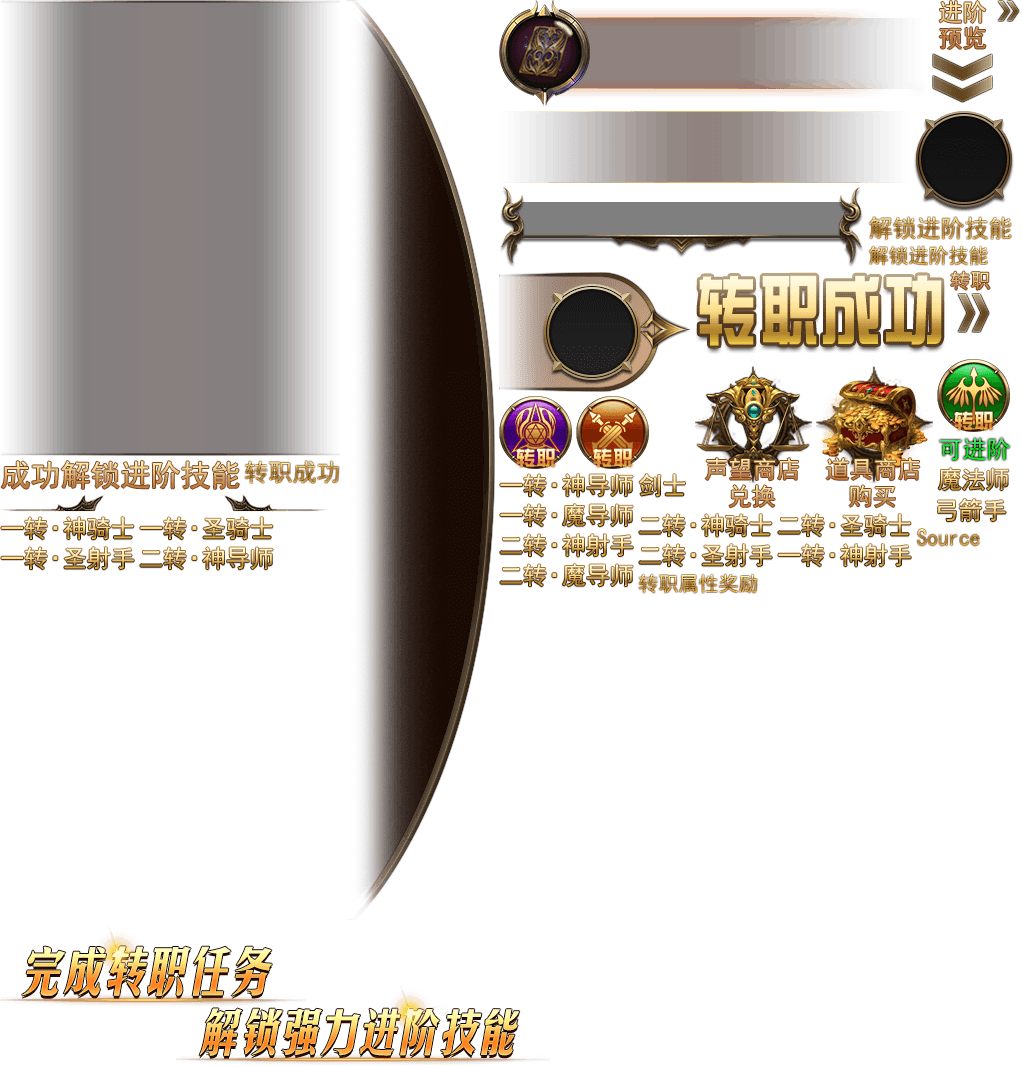 进阶
预览
解锁进阶技能
解锁进阶技能
转职
转职成功
转职
转职
转职
可进阶
声望商店
兑换
道具商店
购买
魔法师
弓箭手
成功解锁进阶技能
转职成功
一转·神骑士
一转·圣骑士
一转·圣射手
二转·神导师
一转·神导师
剑士
一转·魔导师
二转·神骑士
二转·圣骑士
Source
二转·神射手
二转·圣射手
一转·神射手
二转·魔导师
转职属性奖励
完成转职任务
解锁强力进阶技能